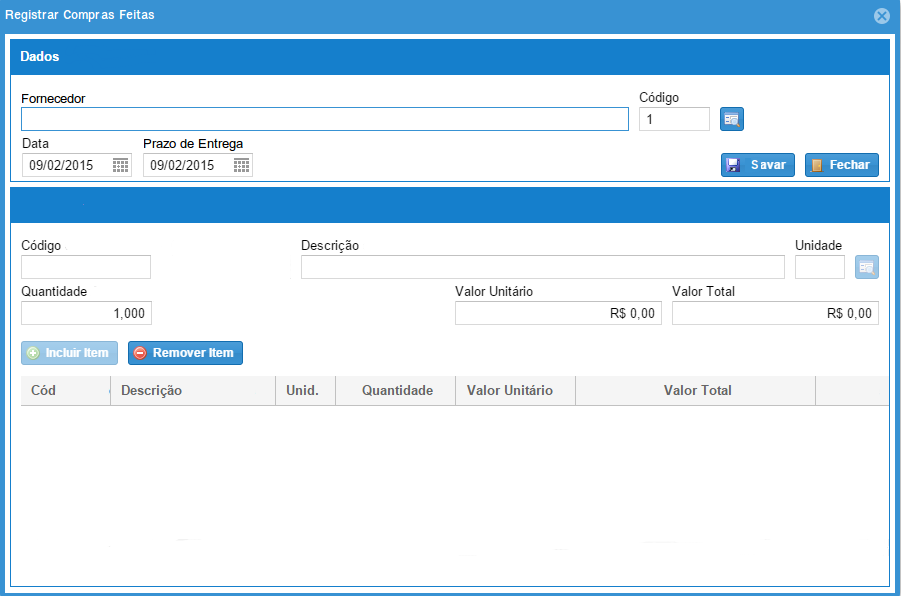 Registrar Compras Feitas
Dados
Fornecedor Código
1
Data Prazo de Entrega
09/02/2015 09/02/2015 Savar Fechar
Código Descrição Unidade
Quantidade Valor Unitário Valor Total
1,000 R$ 0,00 R$ 0,00
Incluir Item Remover Item
Cód Descrição Unid. Quantidade Valor Unitário Valor Total